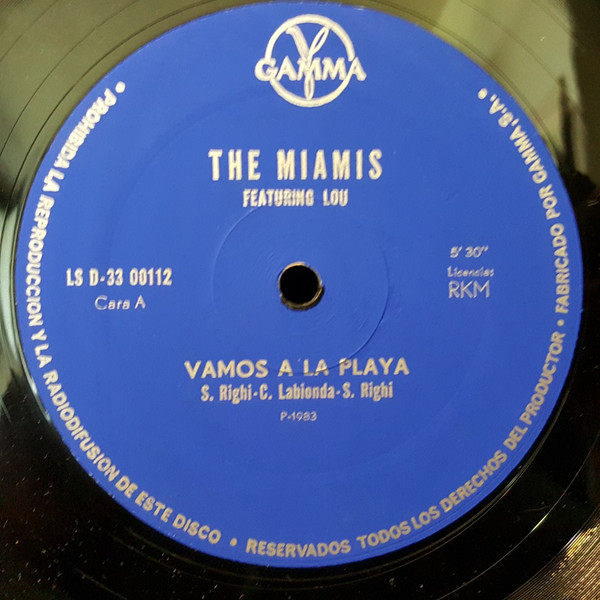 GAMMA
THE MIAMIS
FEATURING LOU
LS D-33 00112
Cara A
5' 30"
Licencias
RKM
VAMOS A LA PLAYA
S. Righi-C. Labionda-S. Righi
P-1983
• PROHIBIDA LA REPRODUCCION Y LA RADIODIFUSION DE ESTE DISCO • RESERVADOS TODOS LOS DERECHOS DEL PRODUCTOR • FABRICADO POR GAMMA, S.A. •